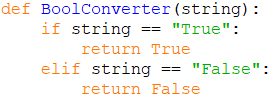 def BoolConverter(string):
    if string == "True":
        return True
    elif string == "False":
        return False